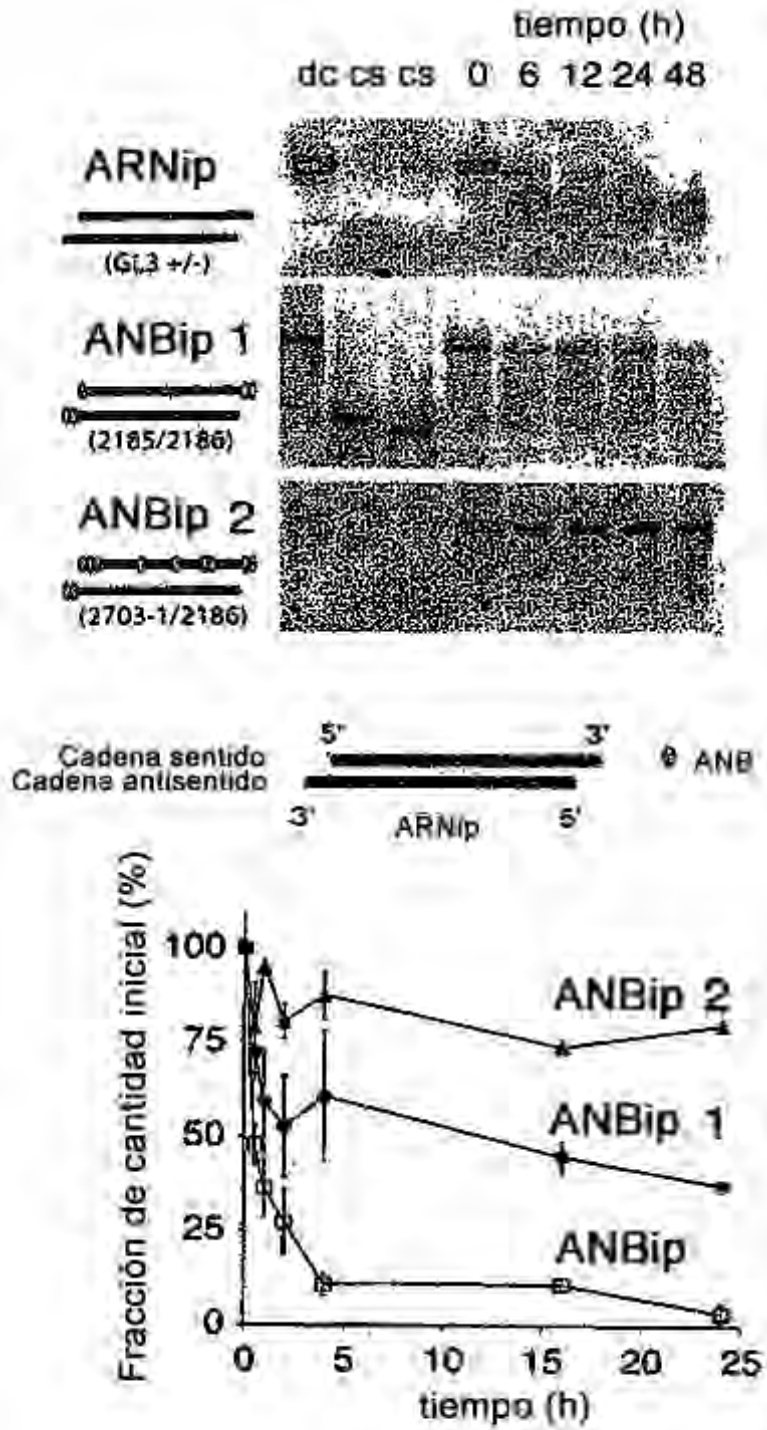 tiempo (h)
dc cs cs 0 6 12 24 48
ARNip
(GL3 +/-)
ANBip 1
(2185/2186)
ANBip 2
(2703-1/2186)
5' 3'
Cadena sentido
Cadena antisentido
ANB
3' ARNip 5'
Fracción de cantidad inicial (%)
100
75
50
25
0
ANBip 2
ANBip 1
ANBip
0 5 10 15 20 25
tiempo (h)